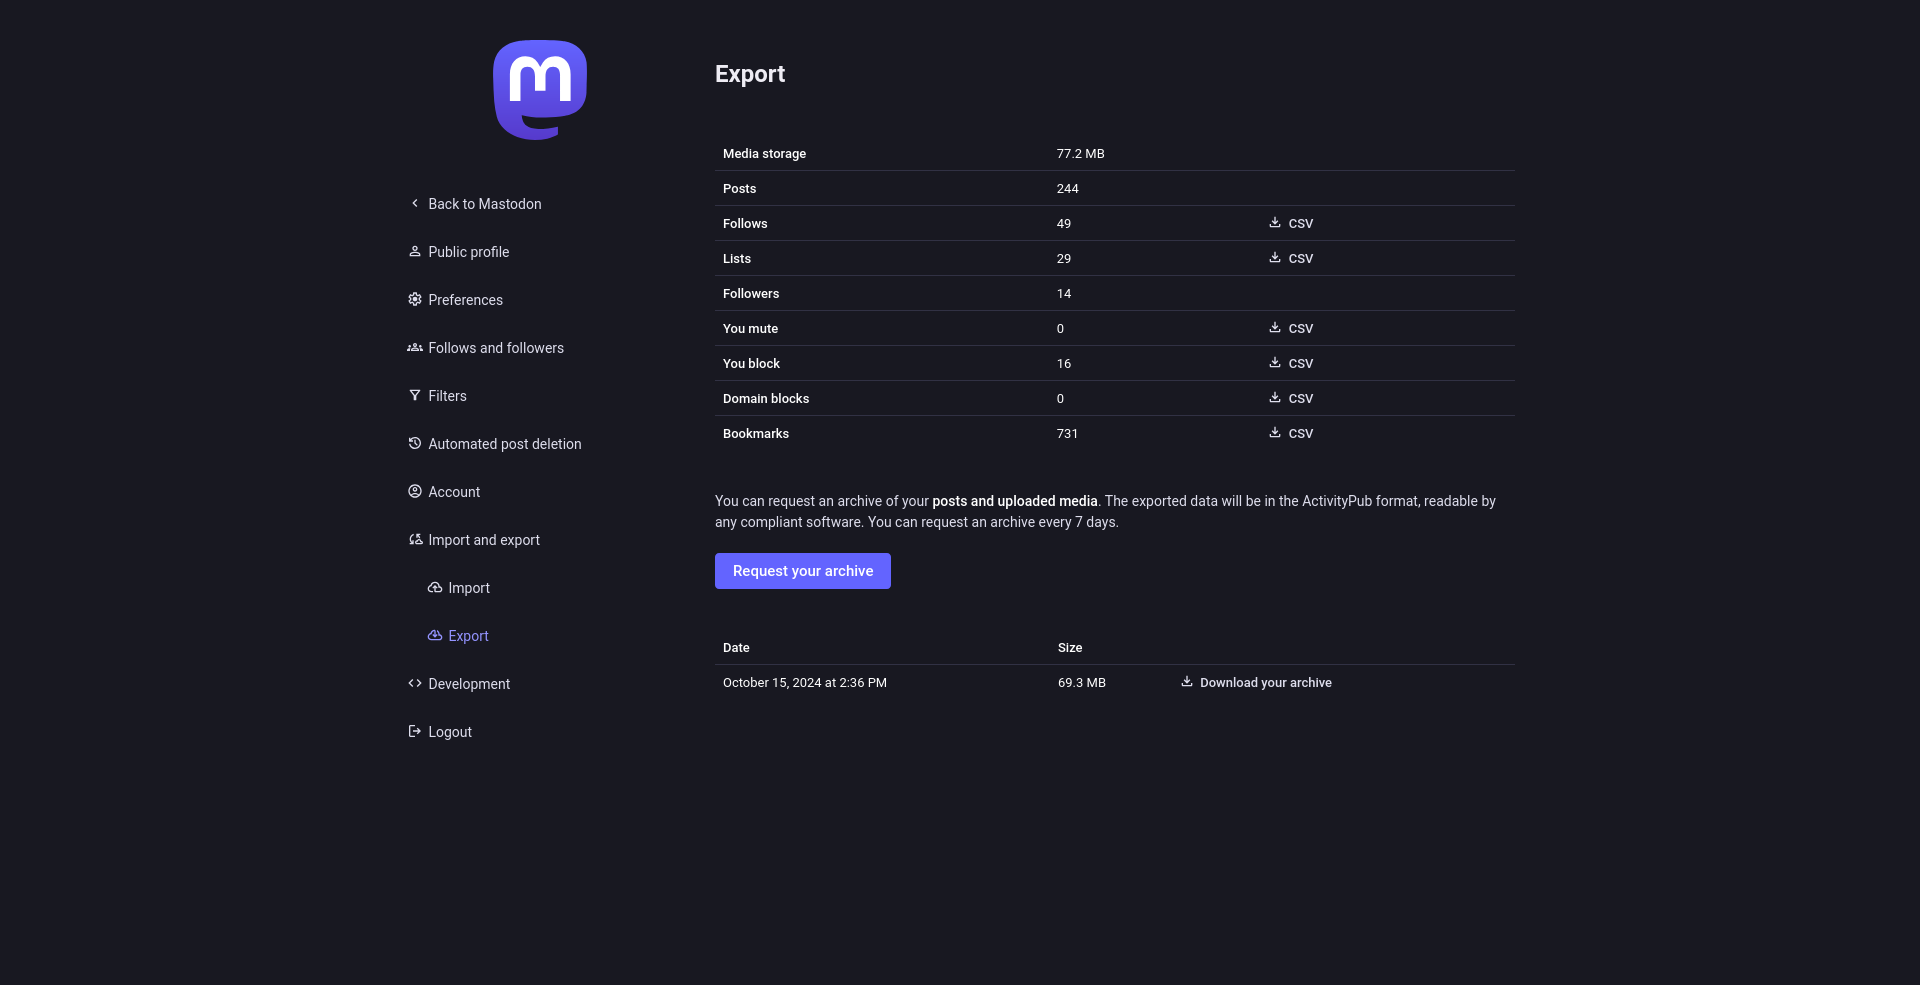 Export
Media storage 77.2 MB
Posts 244
Follows 49 CSV
Lists 29 CSV
Followers 14
You mute 0 CSV
You block 16 CSV
Domain blocks 0 CSV
Bookmarks 731 CSV
You can request an archive of your posts and uploaded media. The exported data will be in the ActivityPub format, readable by
any compliant software. You can request an archive every 7 days.
Request your archive
Date Size
October 15, 2024 at 2:36 PM 69.3 MB Download your archive
Back to Mastodon
Public profile
Preferences
Follows and followers
Filters
Automated post deletion
Account
Import and export
Import
Export
Development
Logout